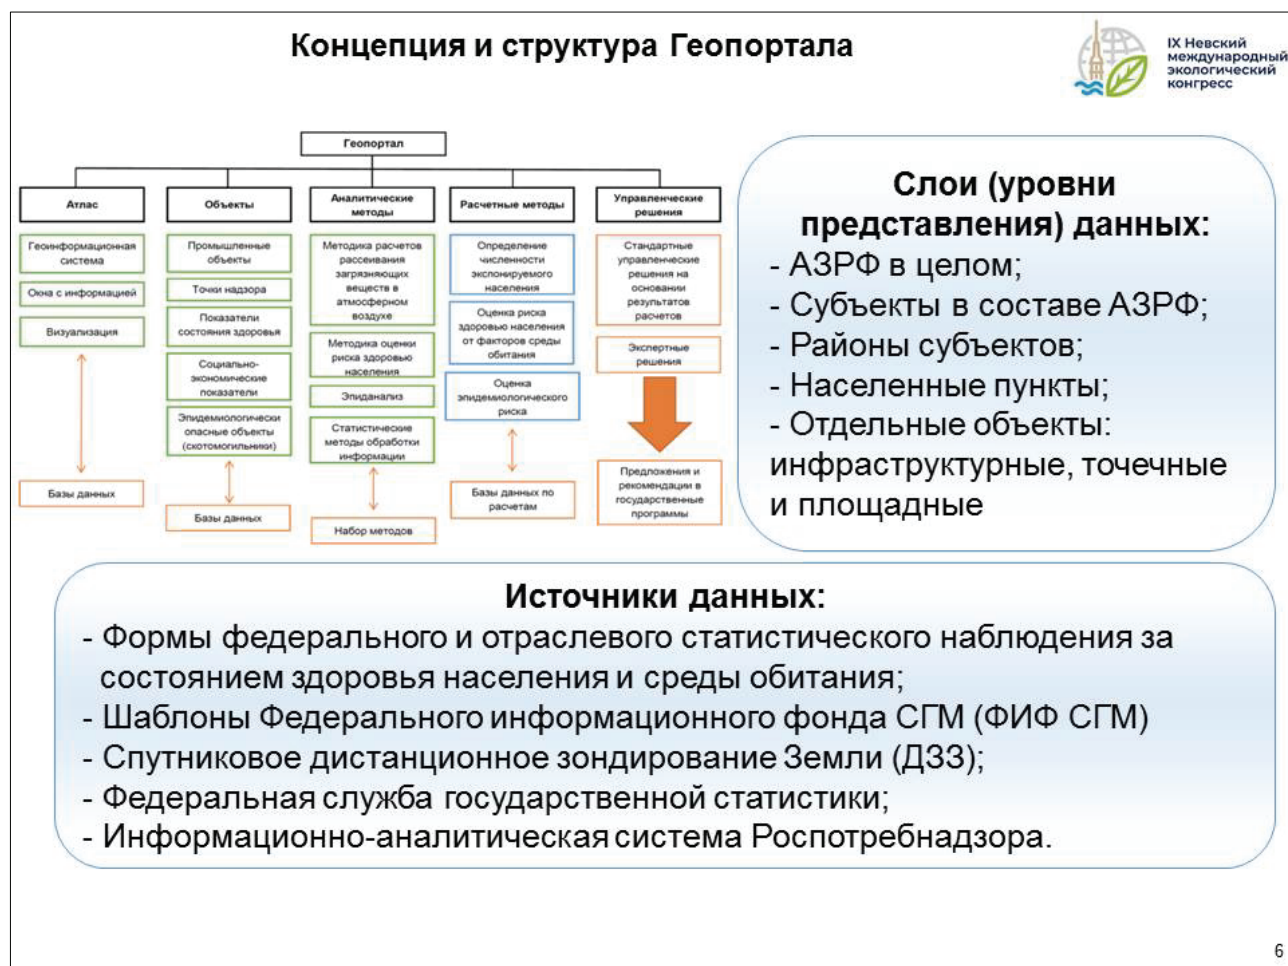 Концепция и структура Геопортала
IX Невский
международный
экологический
конгресс
Геопортал
Атлас
Геоинформационная
система
Окна с информацией
Визуализация
Базы данных
Объекты
Промышленные
объекты
Точки надзора
Показатели
состояния здоровья
Социально-
экономические
показатели
Эпидемиологически
опасные объекты
(скотомогильники)
Базы данных
Аналитические
методы
Методика расчетов
рассеивания
загрязняющих
веществ в
атмосферном
воздухе
Методика оценки
риска здоровью
населения
Эпиданализ
Статистические
методы обработки
информации
Набор методов
Расчетные методы
Определение
численности
экспонируемого
населения
Оценка риска
здоровью населения
от факторов среды
обитания
Оценка
эпидемиологического
риска
Базы данных по
расчетам
Управленческие
решения
Стандартные
управленческие
решения на
основании
результатов
расчетов
Экспертные
решения
Предложения и
рекомендации в
государственные
программы
Слои (уровни
представления) данных:
- АЗРФ в целом;
- Субъекты в составе АЗРФ;
- Районы субъектов;
- Населенные пункты;
- Отдельные объекты:
инфраструктурные, точечные
и площадные
Источники данных:
- Формы федерального и отраслевого статистического наблюдения за
состоянием здоровья населения и среды обитания;
- Шаблоны Федерального информационного фонда СГМ (ФИФ СГМ)
- Спутниковое дистанционное зондирование Земли (ДЗЗ);
- Федеральная служба государственной статистики;
- Информационно-аналитическая система Роспотребнадзора.
6